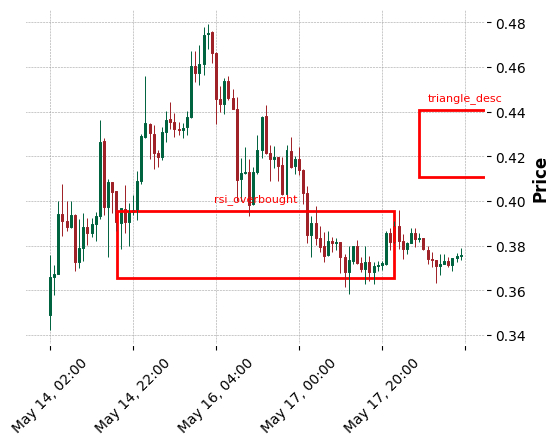 0.48
0.46
triangle_desc
0.44
0.42
rsi_overbought
0.40
0.38
0.36
0.34
Price
May 14, 02:00
May 14, 22:00
May 16, 04:00
May 17, 00:00
May 17, 20:00